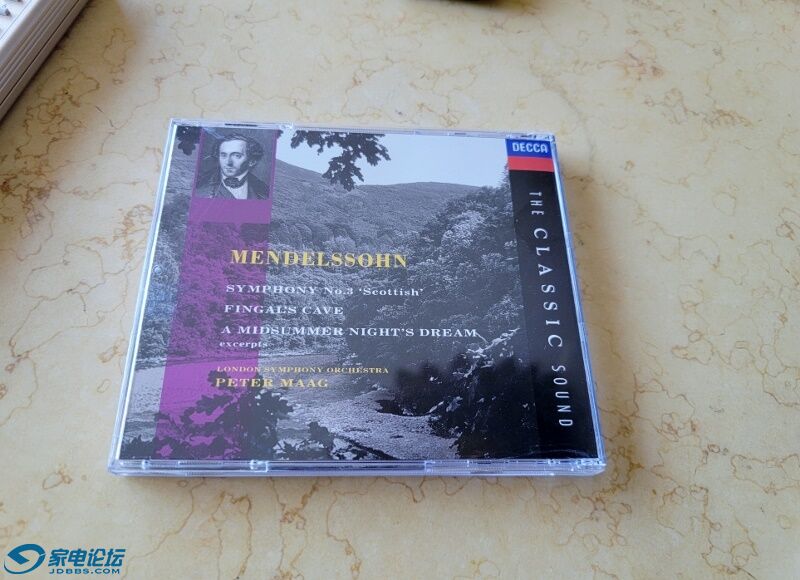 DECCA
THE CLASSIC SOUND
MENDELSSOHN
SYMPHONY No.3 'Scottish'
FINGAL'S CAVE
A MIDSUMMER NIGHT'S DREAM
excerpts
LONDON SYMPHONY ORCHESTRA
PETER MAAG
家电论坛
JDBBS.COM